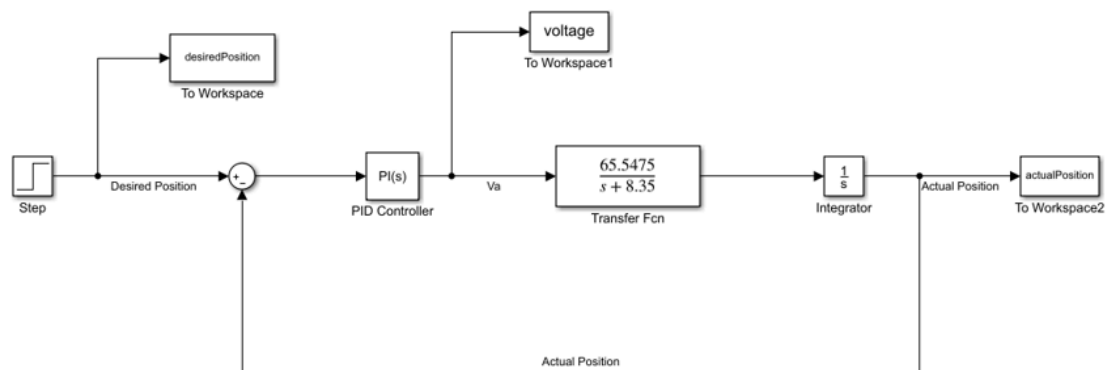 voltage
To Workspace1
desiredPosition
To Workspace
+
−
Step
Desired Position
PI(s)
PID Controller
Va
65.5475
s + 8.35
Transfer Fcn
1
s
Integrator
Actual Position
actualPosition
To Workspace2
Actual Position